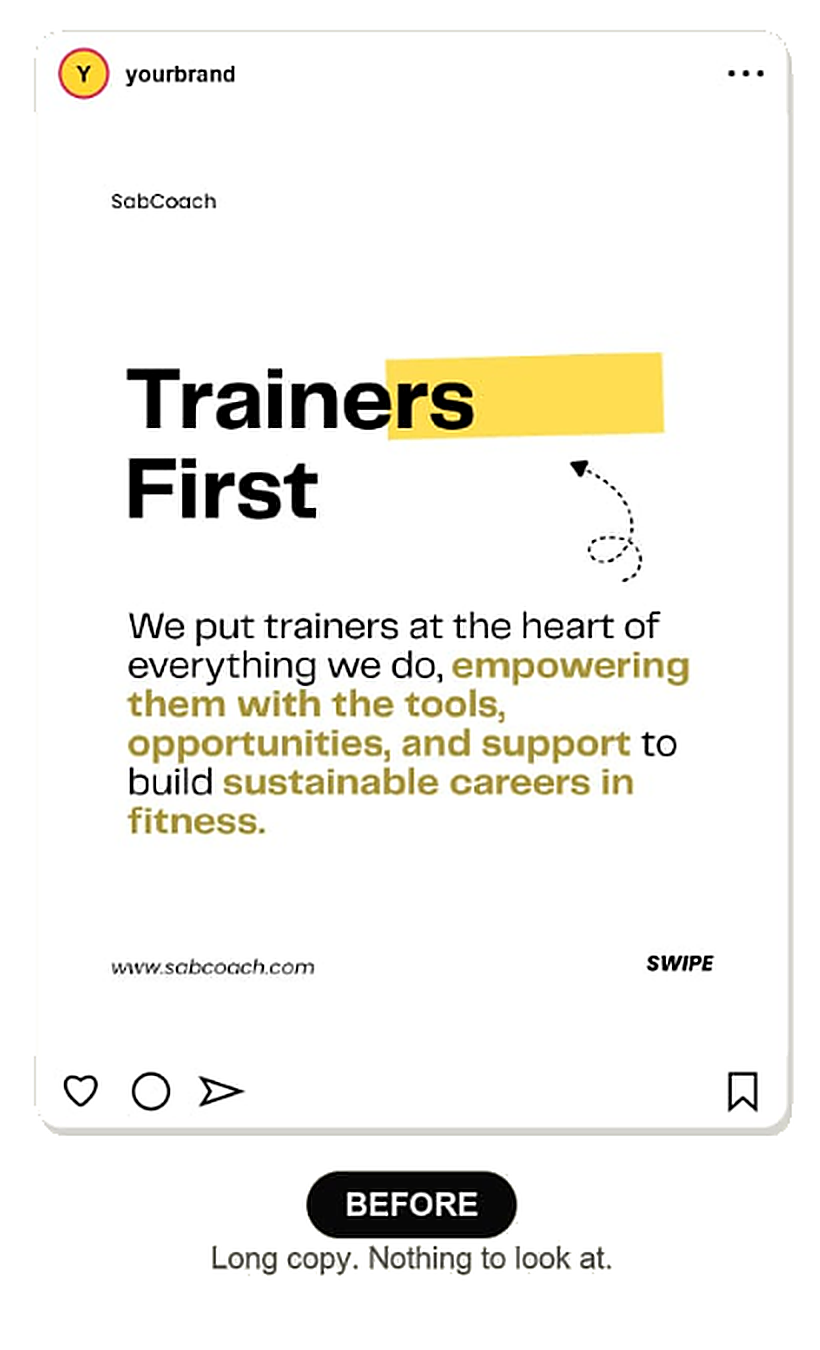 Y yourbrand
SabCoach
Trainers
First
We put trainers at the heart of
everything we do, empowering
them with the tools,
opportunities, and support to
build sustainable careers in
fitness.
www.sabcoach.com
SWIPE
BEFORE
Long copy. Nothing to look at.